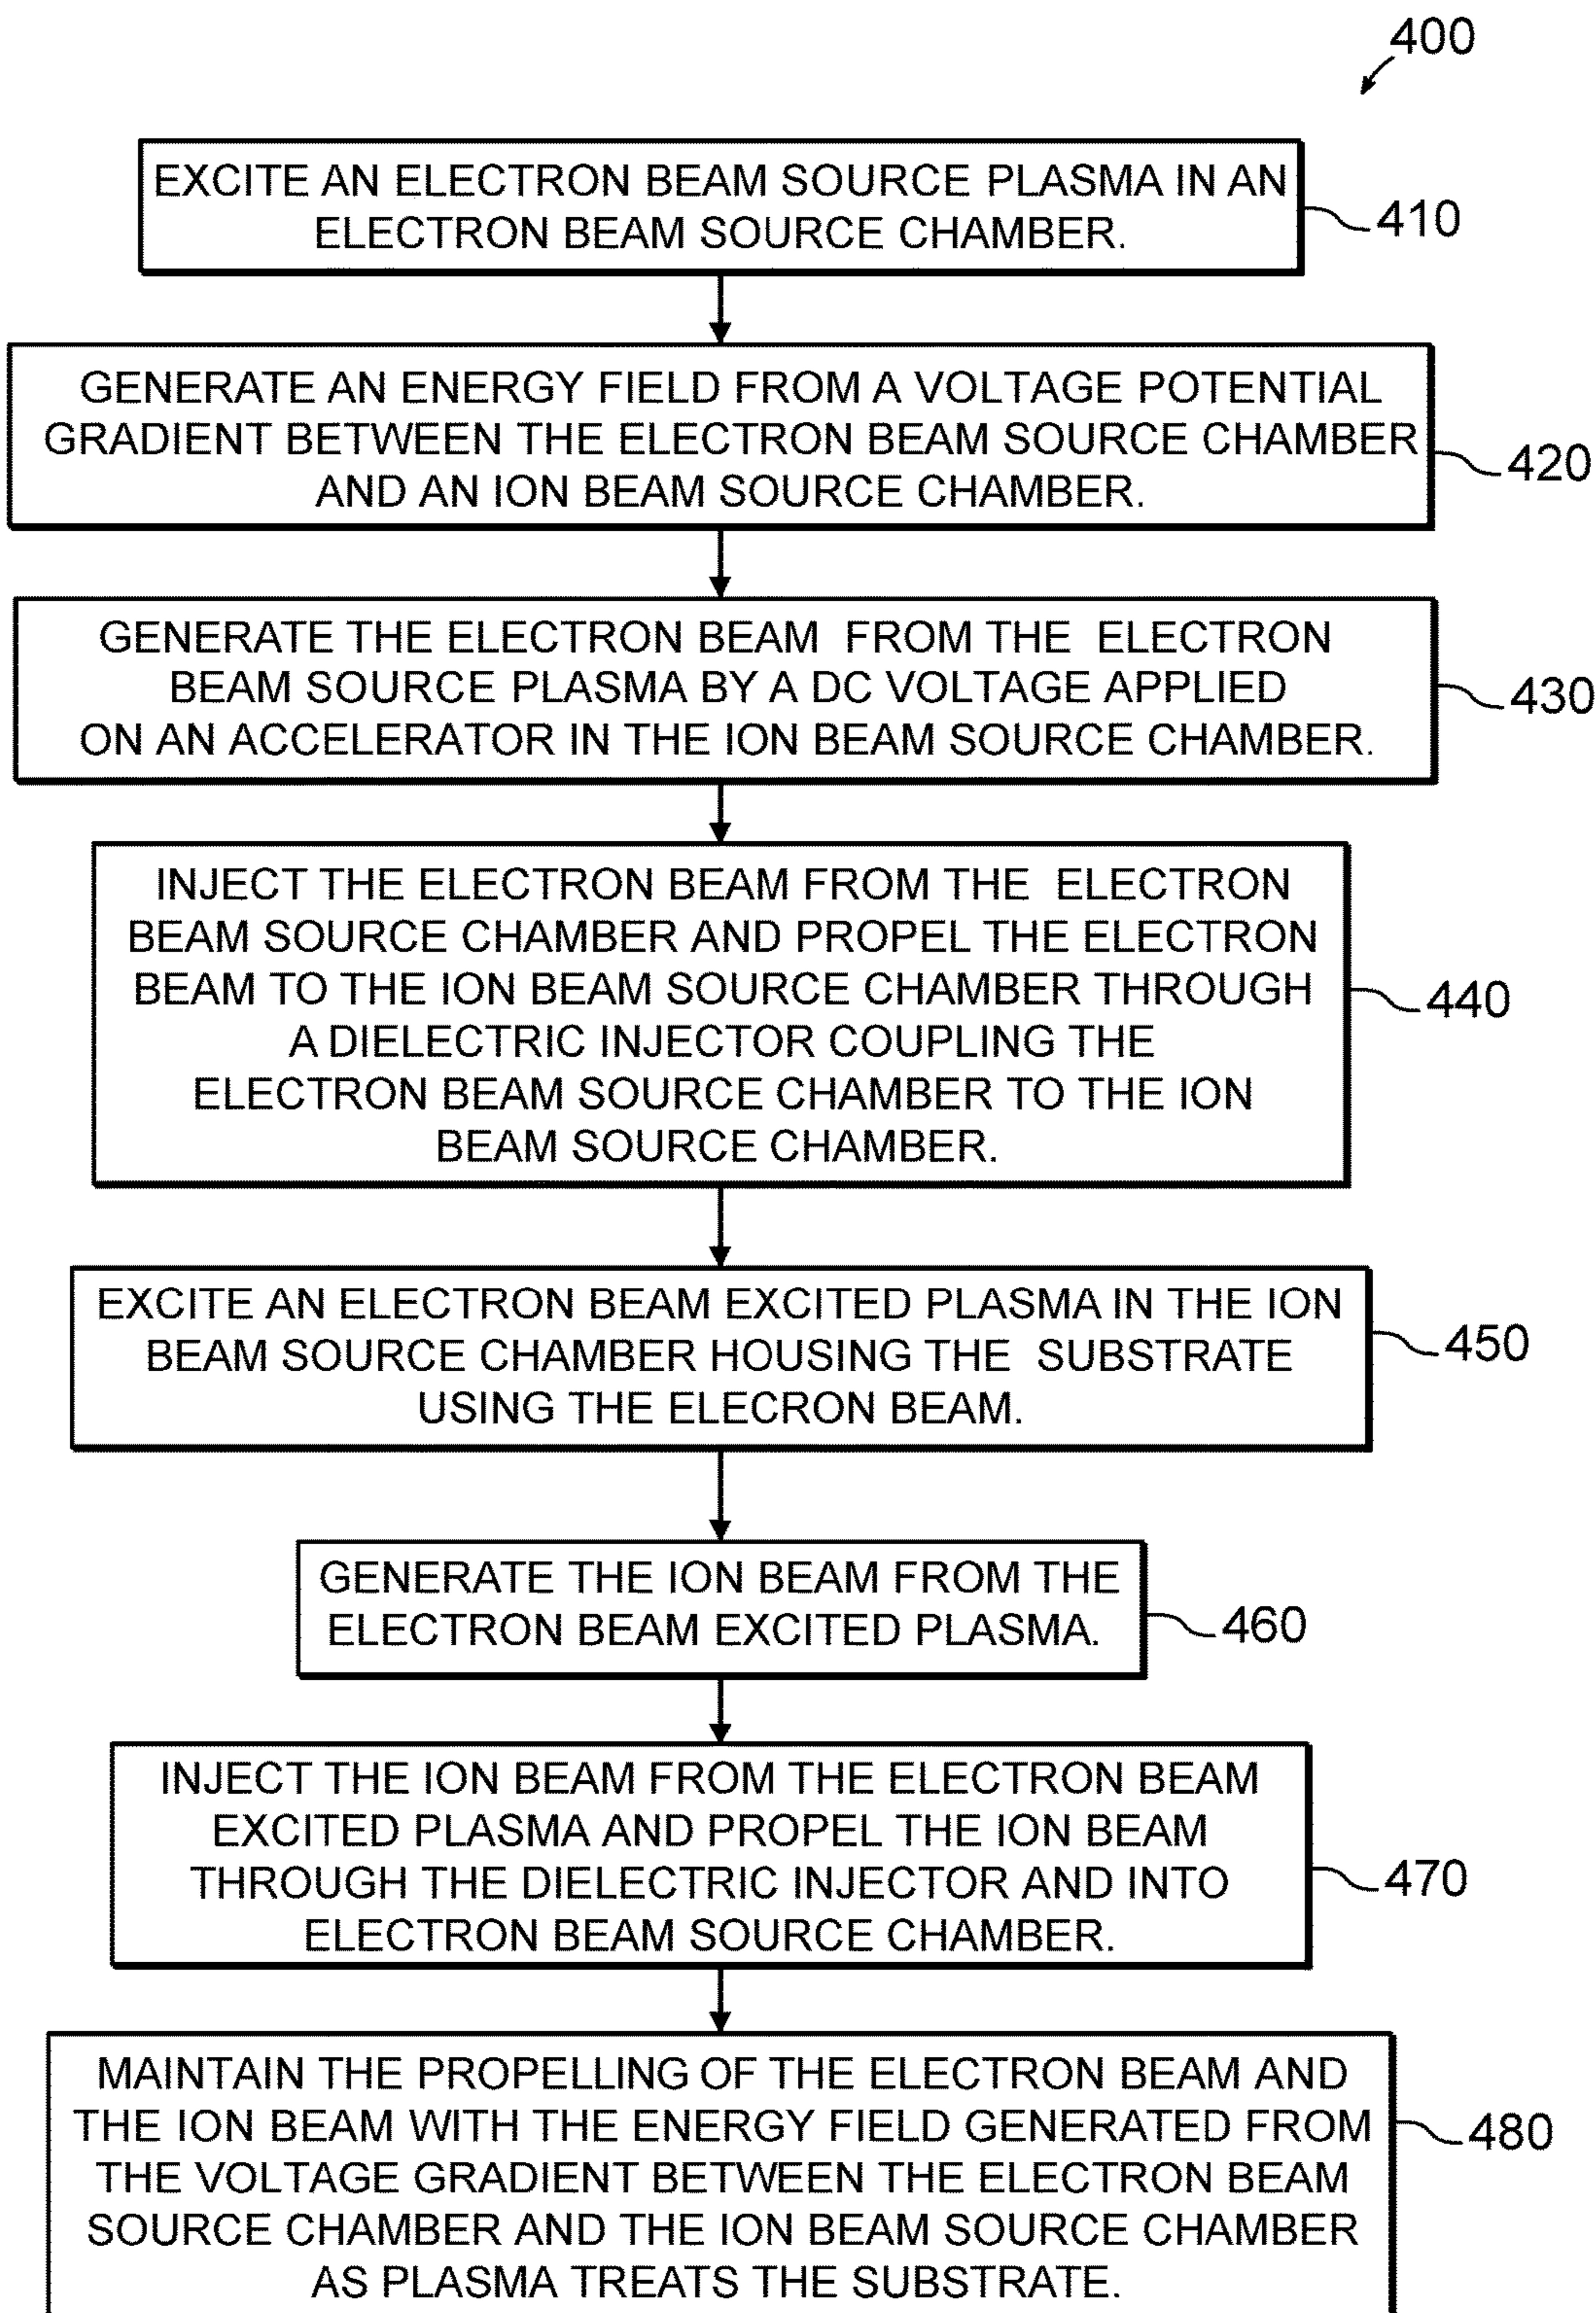 400
EXCITE AN ELECTRON BEAM SOURCE PLASMA IN AN
ELECTRON BEAM SOURCE CHAMBER.
410
GENERATE AN ENERGY FIELD FROM A VOLTAGE POTENTIAL
GRADIENT BETWEEN THE ELECTRON BEAM SOURCE CHAMBER
AND AN ION BEAM SOURCE CHAMBER.
420
GENERATE THE ELECTRON BEAM FROM THE ELECTRON
BEAM SOURCE PLASMA BY A DC VOLTAGE APPLIED
ON AN ACCELERATOR IN THE ION BEAM SOURCE CHAMBER.
430
INJECT THE ELECTRON BEAM FROM THE ELECTRON
BEAM SOURCE CHAMBER AND PROPEL THE ELECTRON
BEAM TO THE ION BEAM SOURCE CHAMBER THROUGH
A DIELECTRIC INJECTOR COUPLING THE
ELECTRON BEAM SOURCE CHAMBER TO THE ION
BEAM SOURCE CHAMBER.
440
EXCITE AN ELECTRON BEAM EXCITED PLASMA IN THE ION
BEAM SOURCE CHAMBER HOUSING THE SUBSTRATE
USING THE ELECRON BEAM.
450
GENERATE THE ION BEAM FROM THE
ELECTRON BEAM EXCITED PLASMA.
460
INJECT THE ION BEAM FROM THE ELECTRON BEAM
EXCITED PLASMA AND PROPEL THE ION BEAM
THROUGH THE DIELECTRIC INJECTOR AND INTO
ELECTRON BEAM SOURCE CHAMBER.
470
MAINTAIN THE PROPELLING OF THE ELECTRON BEAM AND
THE ION BEAM WITH THE ENERGY FIELD GENERATED FROM
THE VOLTAGE GRADIENT BETWEEN THE ELECTRON BEAM
SOURCE CHAMBER AND THE ION BEAM SOURCE CHAMBER
AS PLASMA TREATS THE SUBSTRATE.
480